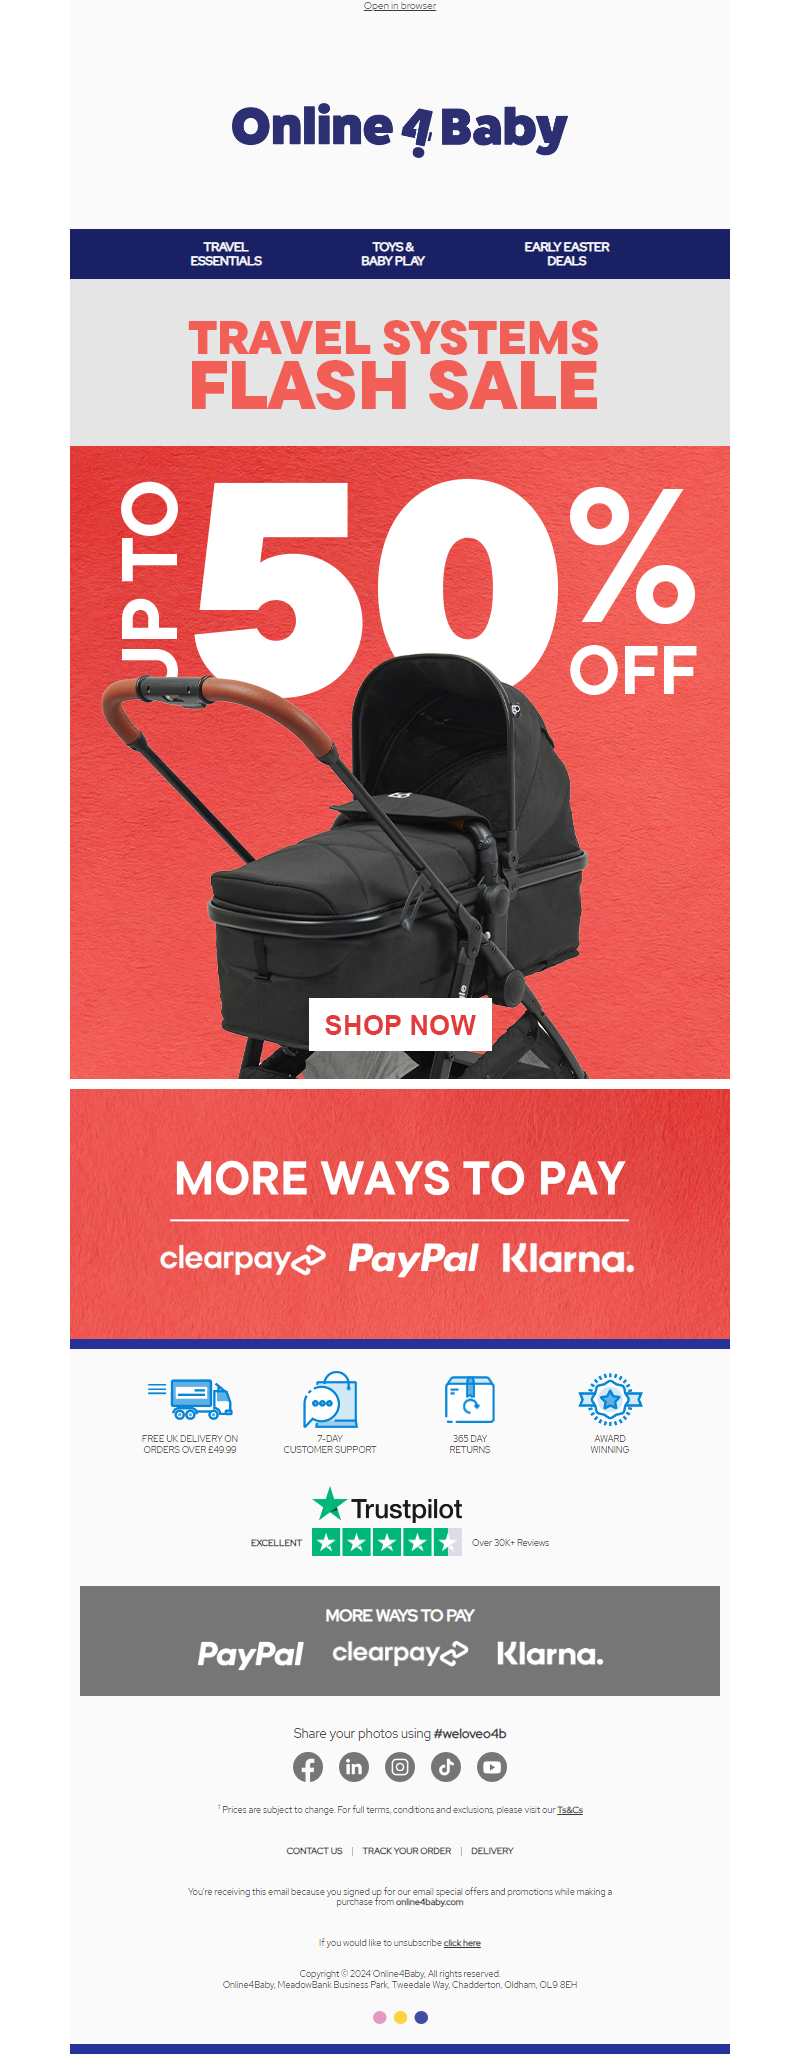 Open in browser
Online 4 Baby
TRAVEL
ESSENTIALS
TOYS &
BABY PLAY
EARLY EASTER
DEALS
TRAVEL SYSTEMS
FLASH SALE
UP TO
50%
OFF
SHOP NOW
MORE WAYS TO PAY
clearpay PayPal Klarna.
FREE UK DELIVERY ON
ORDERS OVER £49.99
7-DAY
CUSTOMER SUPPORT
365 DAY
RETURNS
AWARD
WINNING
Trustpilot
EXCELLENT
Over 30K+ Reviews
MORE WAYS TO PAY
PayPal clearpay Klarna.
Share your photos using #weloveo4b
† Prices are subject to change. For full terms, conditions and exclusions, please visit our Ts&Cs
CONTACT US | TRACK YOUR ORDER | DELIVERY
You're receiving this email because you signed up for our email special offers and promotions while making a
purchase from online4baby.com
If you would like to unsubscribe click here
Copyright © 2024 Online4Baby, All rights reserved.
Online4Baby, MeadowBank Business Park, Tweedale Way, Chadderton, Oldham, OL9 8EH